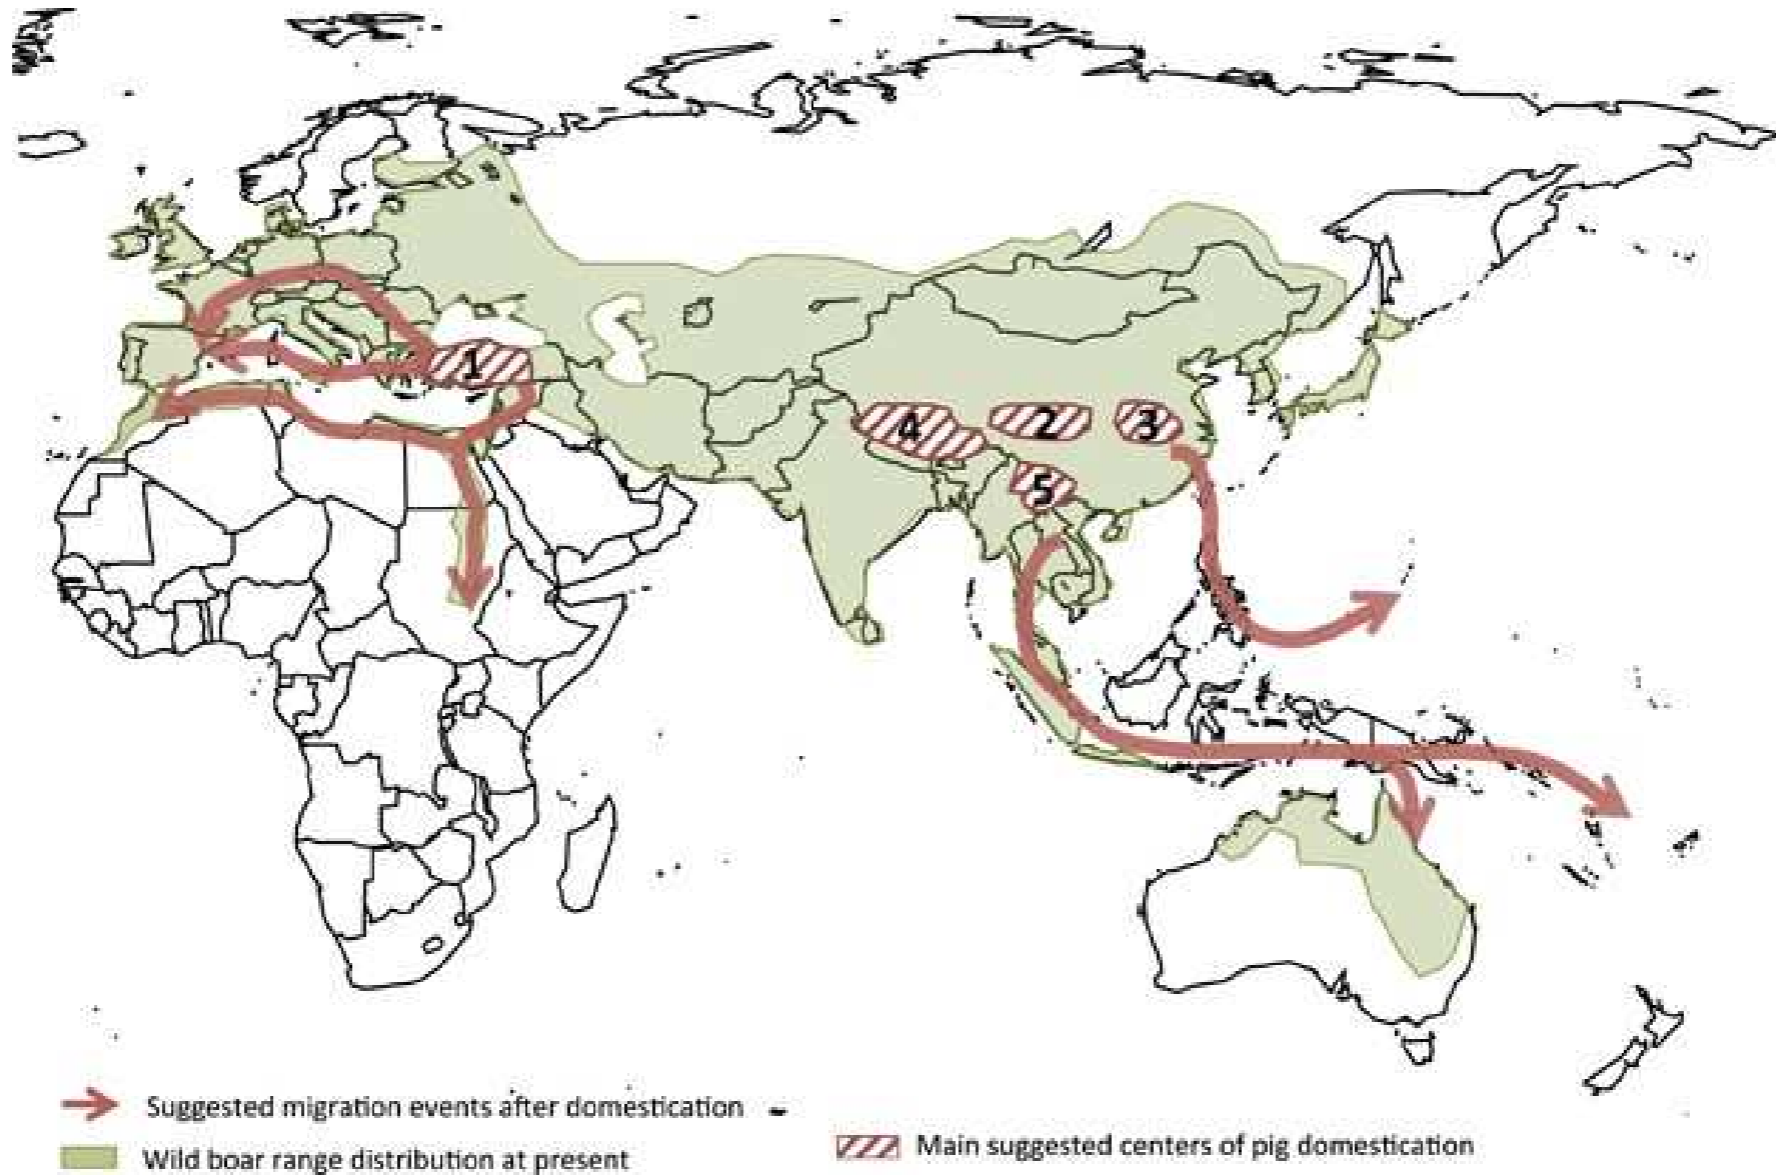 1
4
2
3
5
Suggested migration events after domestication
Wild boar range distribution at present
Main suggested centers of pig domestication